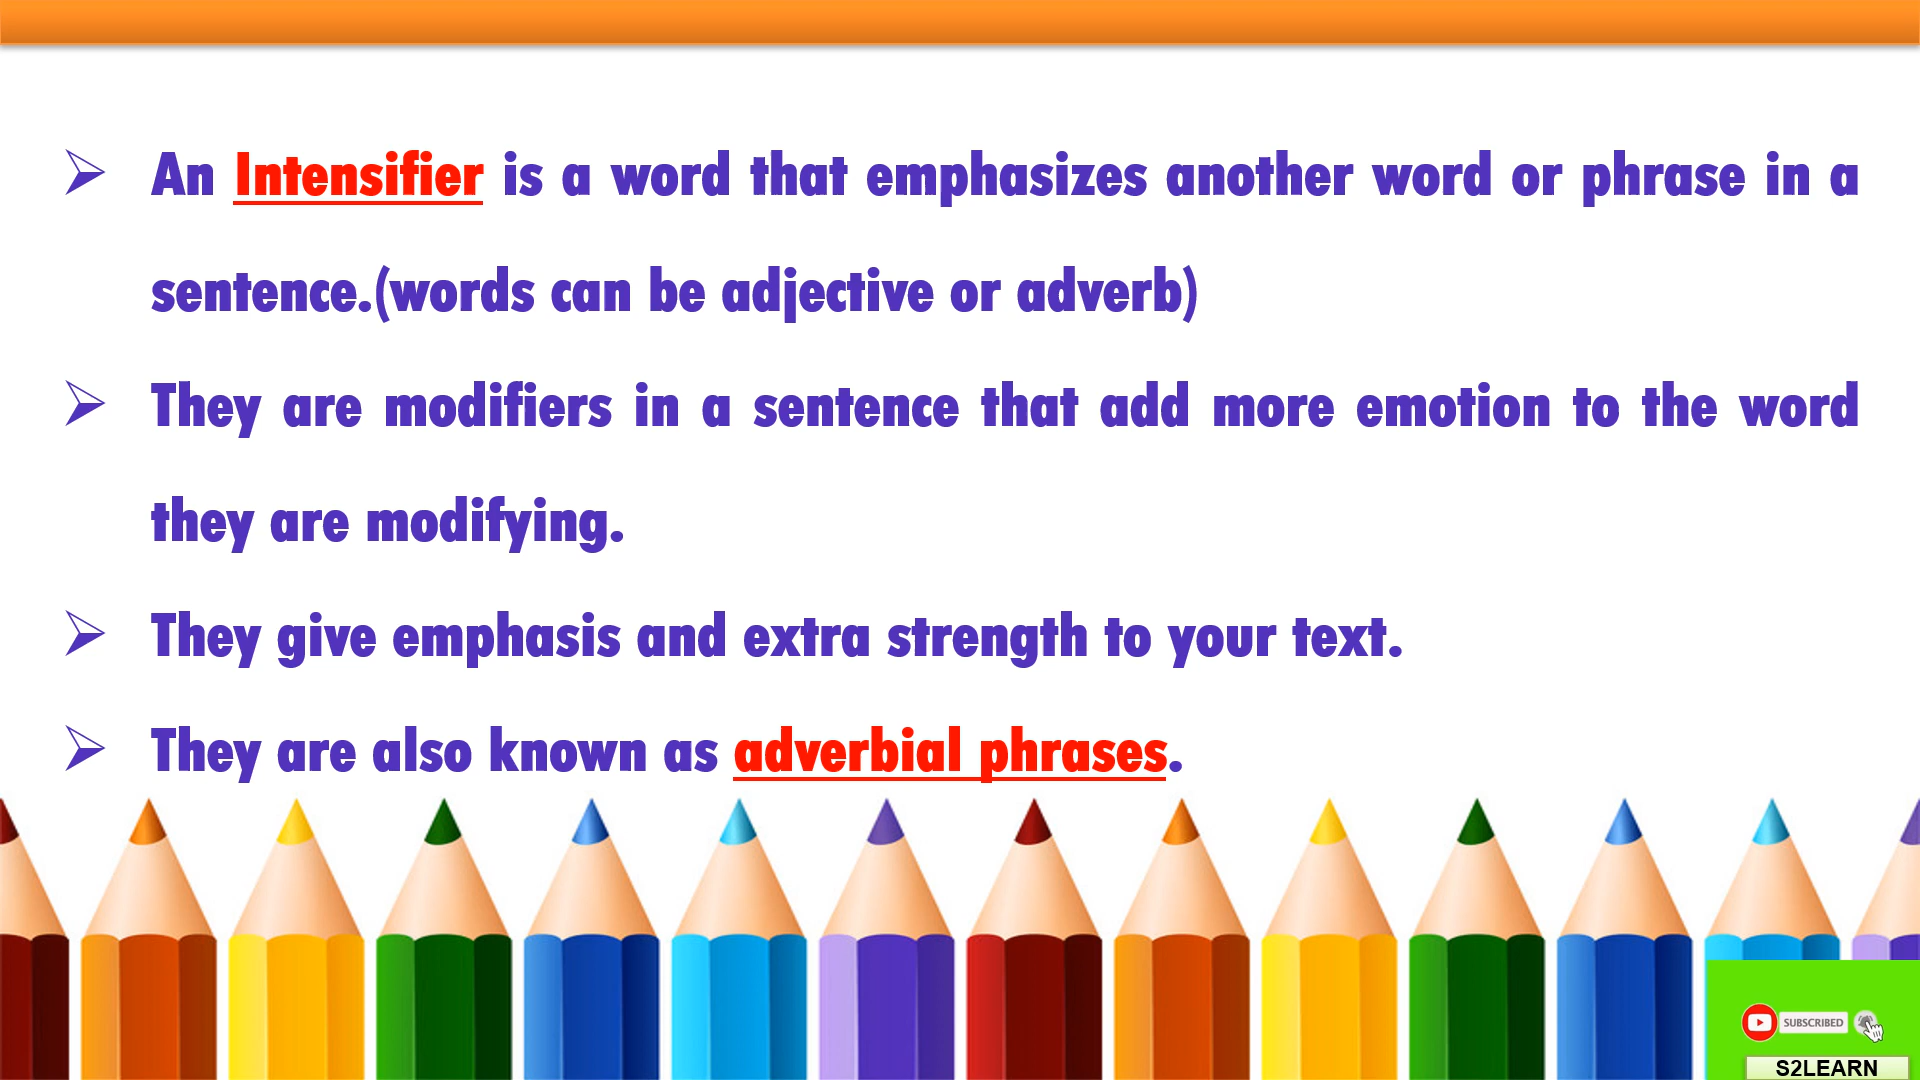 ➢ An Intensifier is a word that emphasizes another word or phrase in a
sentence.(words can be adjective or adverb)
➢ They are modifiers in a sentence that add more emotion to the word
they are modifying.
➢ They give emphasis and extra strength to your text.
➢ They are also known as adverbial phrases.
SUBSCRIBED
S2LEARN